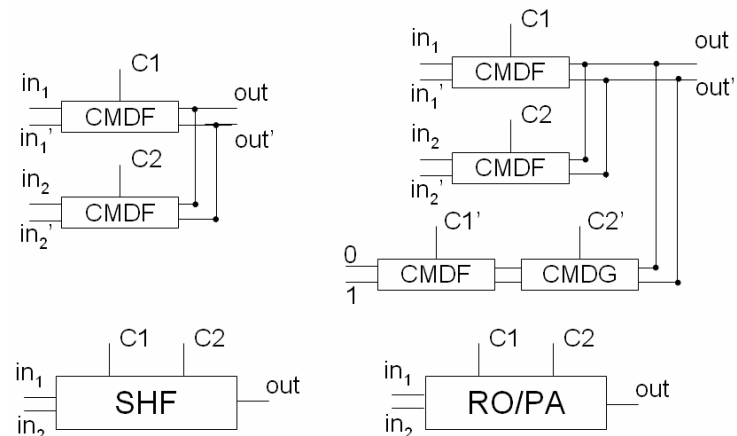 C1
in₁ CMDF out
in₁’ out’
C2
in₂ CMDF
in₂’
C1
in₁ CMDF out
in₁’ out’
C2
in₂ CMDF
in₂’
C1’ C2’
0 CMDF CMDG
1
C1 C2
in₁ SHF out
in₂
C1 C2
in₁ RO/PA out
in₂